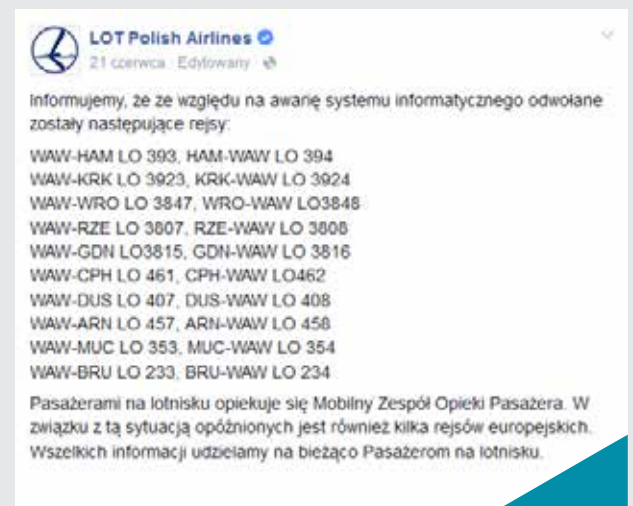 LOT Polish Airlines
21 czerwca · Edytowany ·
Informujemy, że ze względu na awarię systemu informatycznego odwołane
zostały następujące rejsy:
WAW-HAM LO 393, HAM-WAW LO 394
WAW-KRK LO 3923, KRK-WAW LO 3924
WAW-WRO LO 3847, WRO-WAW LO3848
WAW-RZE LO 3807, RZE-WAW LO 3808
WAW-GDN LO3815, GDN-WAW LO 3816
WAW-CPH LO 461, CPH-WAW LO462
WAW-DUS LO 407, DUS-WAW LO 408
WAW-ARN LO 457, ARN-WAW LO 458
WAW-MUC LO 353, MUC-WAW LO 354
WAW-BRU LO 233, BRU-WAW LO 234
Pasażerami na lotnisku opiekuje się Mobilny Zespół Opieki Pasażera. W
związku z tą sytuacją opóźnionych jest również kilka rejsów europejskich.
Wszelkich informacji udzielamy na bieżąco Pasażerom na lotnisku.